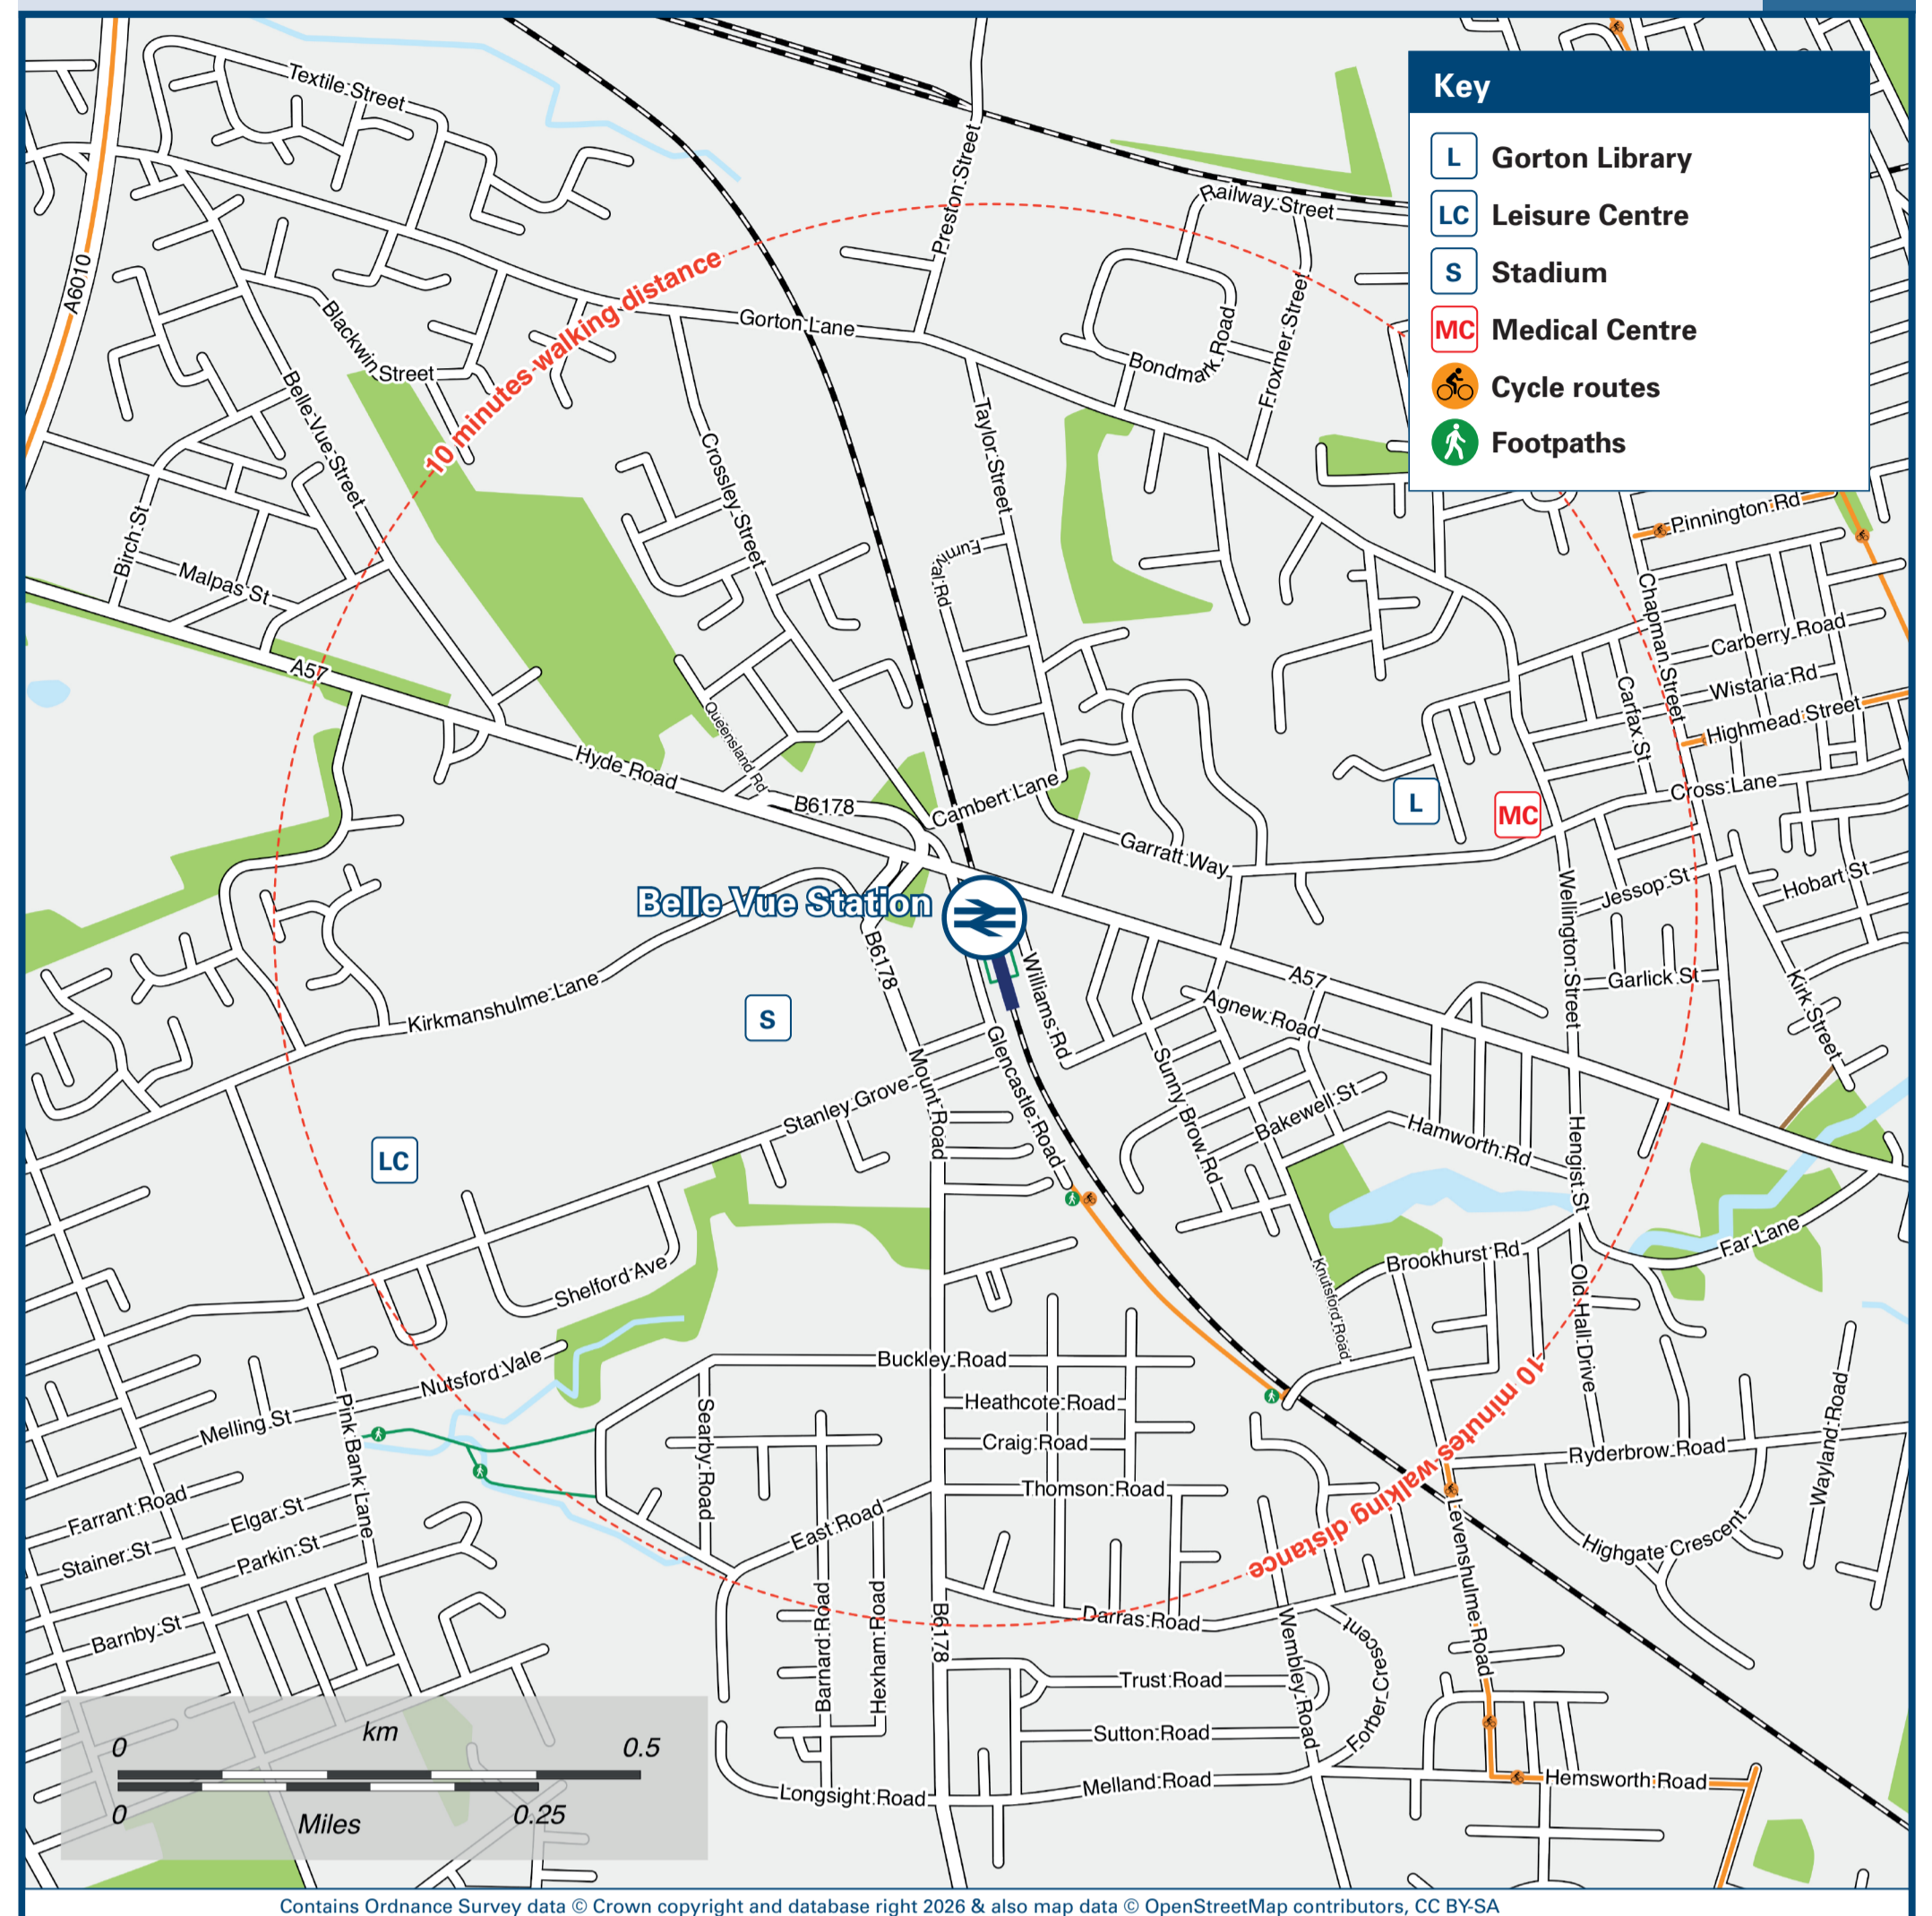 Key
L Gorton Library
LC Leisure Centre
S Stadium
MC Medical Centre
Cycle routes
Footpaths
Textile Street
A6010
Preston Street
Railway Street
10 minutes walking distance
Gorton Lane
Blackwin Street
Bondmark Road
Froxmer Street
Belle Vue Street
Crossley Street
Taylor Street
Furnival Rd
Birch St
Malpas St
Pinnington Rd
Chapman Street
Carberry Road
Wistaria Rd
Carfax St
Highmead Street
Cross Lane
A57
Hyde Road
Queensland Rd
B6178
Cambert Lane
Garratt Way
L
MC
Jessop St
Hobart St
Belle Vue Station
B6178
Williams Rd
Wellington Street
Garlick St
Kirk Street
A57
Agnew Road
Kirkmanshulme Lane
S
Glencastle Road
Mount Road
Stanley Grove
Sunny Brow Rd
Bakewell St
Hamworth Rd
Hengist St
LC
Far Lane
Brookhurst Rd
Knutsford Road
Old Hall Drive
Shelford Ave
Nutsford Vale
Buckley Road
Heathcote Road
Craig Road
Thomson Road
Searby Road
Melling St
Pink Bank Lane
Farrant Road
Elgar St
Stainer St
Parkin St
Barnby St
East Road
Barnard Road
Hexham Road
B6178
Darras Road
10 minutes walking distance
Ryderbrow Road
Wayland Road
Highgate Crescent
Levenshulme Road
Wembley Road
Forber Crescent
Trust Road
Sutton Road
Melland Road
Longsight Road
Hemsworth Road
km
0 0.5
0 0.25
Miles
Contains Ordnance Survey data © Crown copyright and database right 2026 & also map data © OpenStreetMap contributors, CC BY-SA